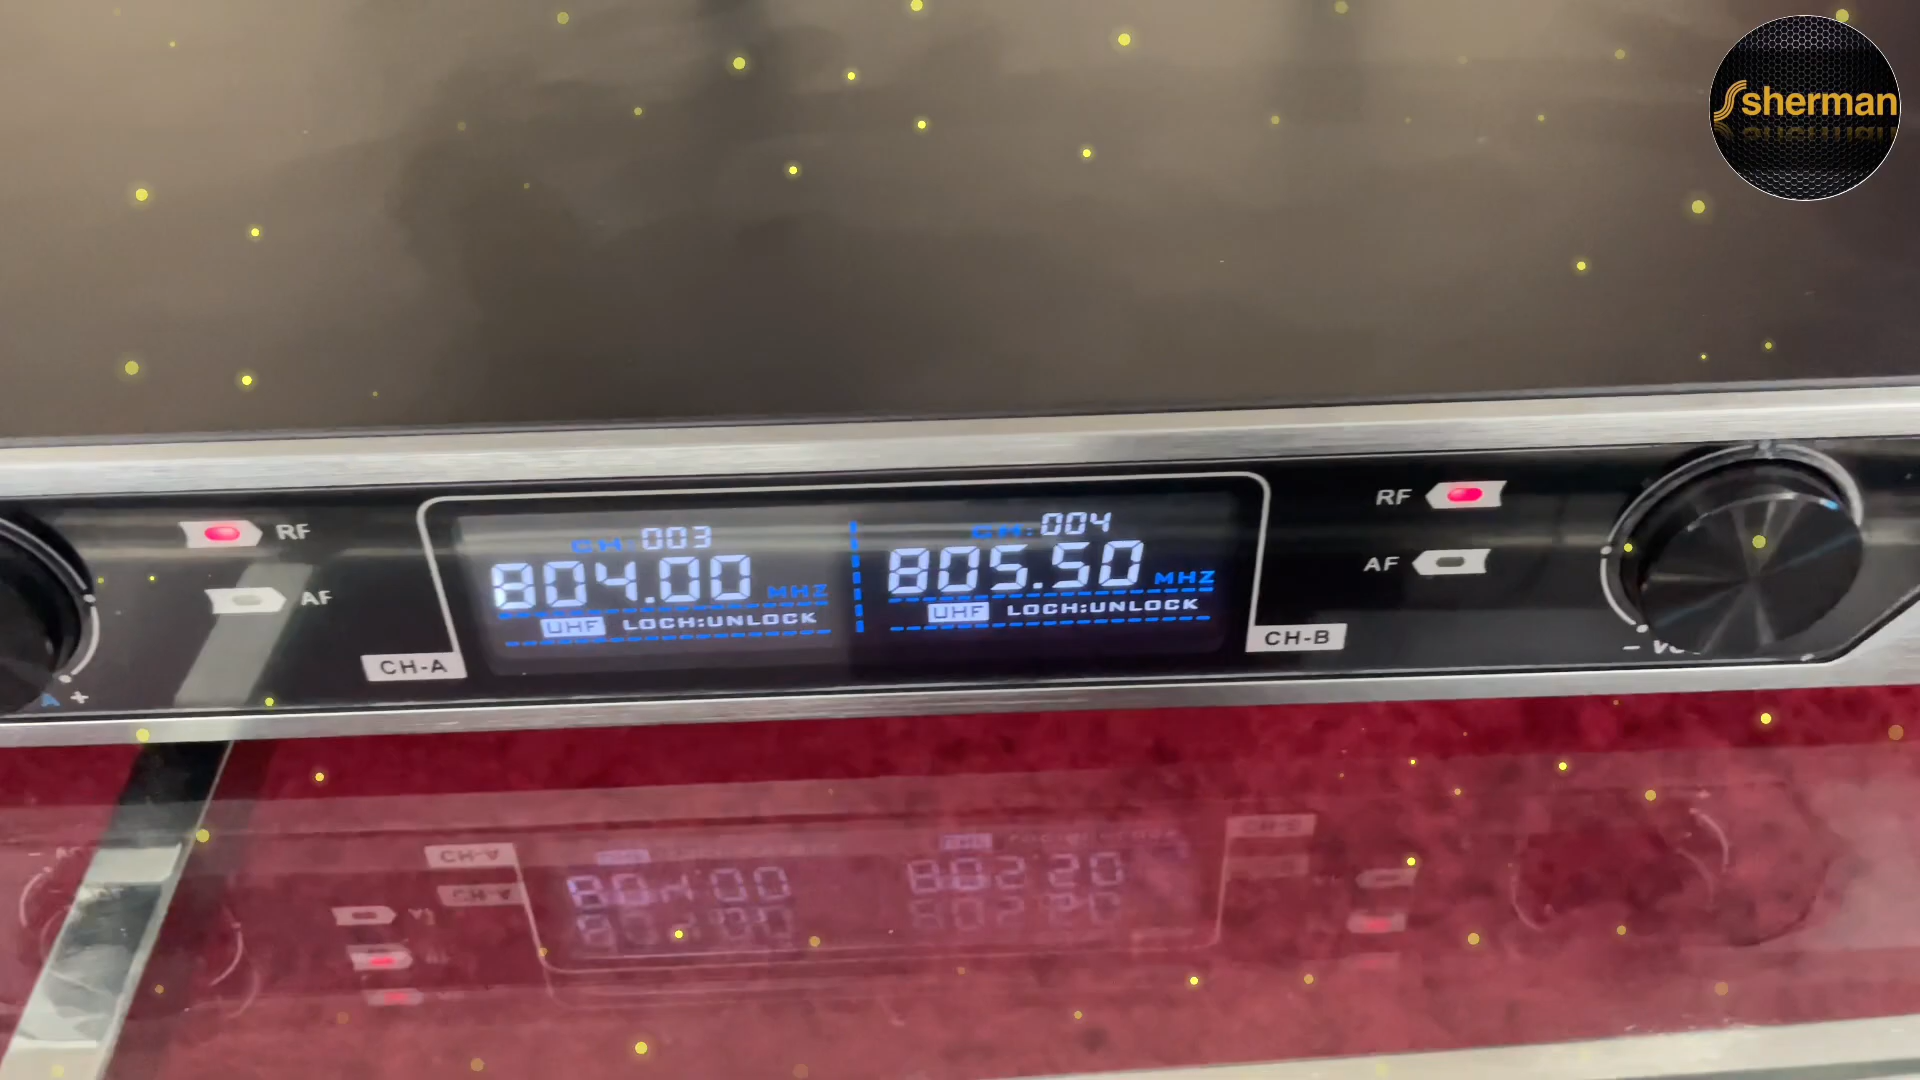 sherman
RF
AF
CH-A
A +
CH:003
804.00 MHZ
UHF LOCH:UNLOCK
CH:004
805.50 MHZ
UHF LOCH:UNLOCK
RF
AF
CH-B